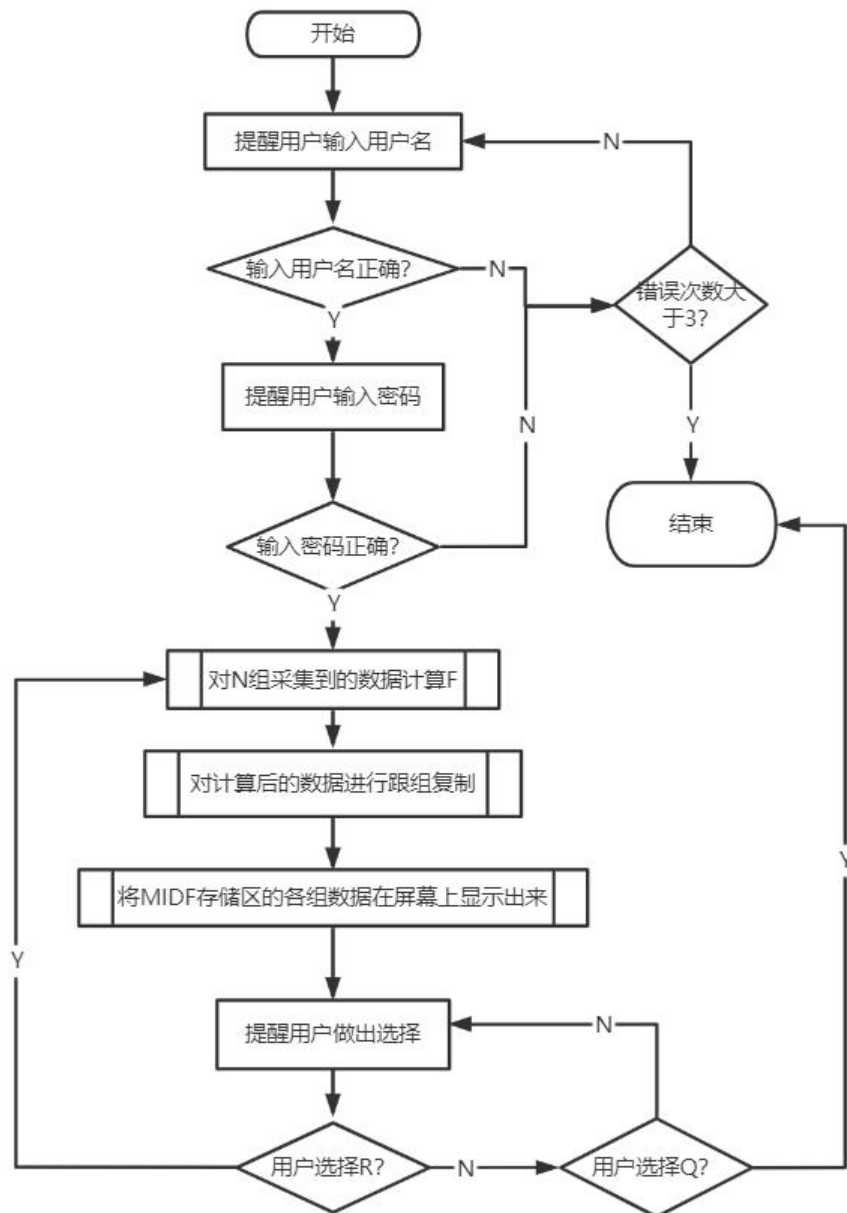 开始
提醒用户输入用户名
N
输入用户名正确?
N
错误次数大
于3?
Y
提醒用户输入密码
N
Y
结束
输入密码正确?
Y
对N组采集到的数据计算F
对计算后的数据进行跟组复制
Y
将MIDF存储区的各组数据在屏幕上显示出来
Y
提醒用户做出选择
N
用户选择R?
N
用户选择Q?